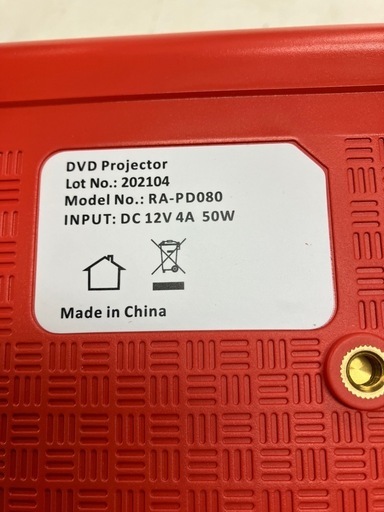 DVD Projector
Lot No.: 202104
Model No.: RA-PD080
INPUT: DC 12V 4A 50W
Made in China